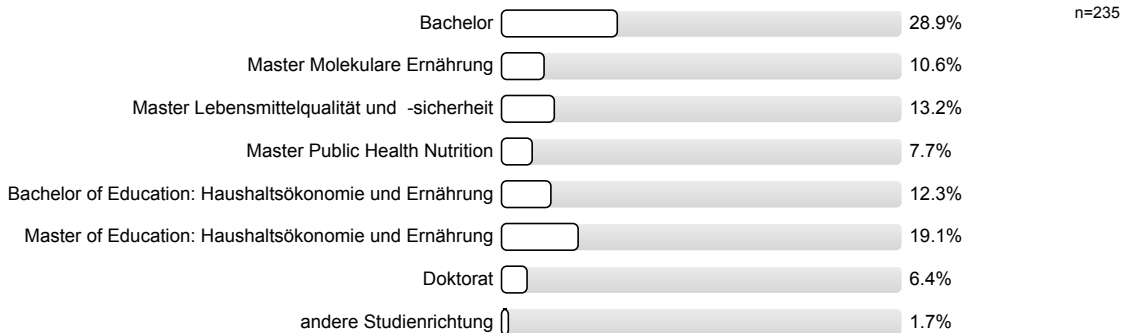 Bachelor 28.9% n=235
Master Molekulare Ernährung 10.6%
Master Lebensmittelqualität und -sicherheit 13.2%
Master Public Health Nutrition 7.7%
Bachelor of Education: Haushaltsökonomie und Ernährung 12.3%
Master of Education: Haushaltsökonomie und Ernährung 19.1%
Doktorat 6.4%
andere Studienrichtung 1.7%